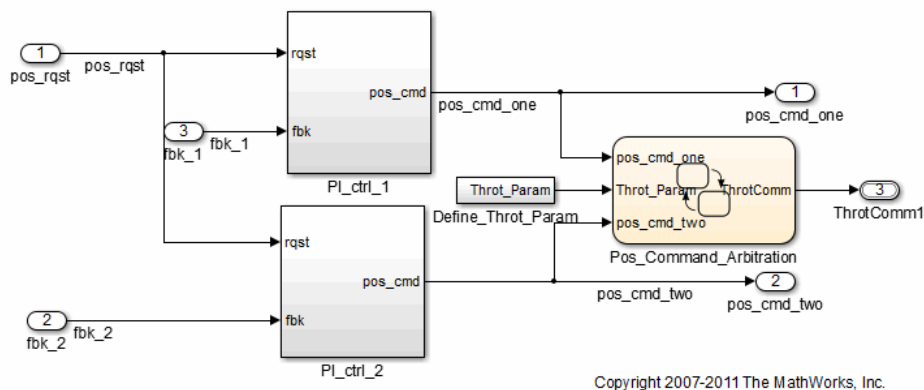 1
pos_rqst
pos_rqst
rqst
pos_cmd
fbk
3
fbk_1
fbk_1
PI_ctrl_1
pos_cmd_one
1
pos_cmd_one
pos_cmd_one
Throt_Param
pos_cmd_two
ThrotComm
Pos_Command_Arbitration
Throt_Param
Define_Throt_Param
3
ThrotComm1
rqst
pos_cmd
fbk
2
fbk_2
fbk_2
PI_ctrl_2
pos_cmd_two
2
pos_cmd_two
Copyright 2007-2011 The MathWorks, Inc.